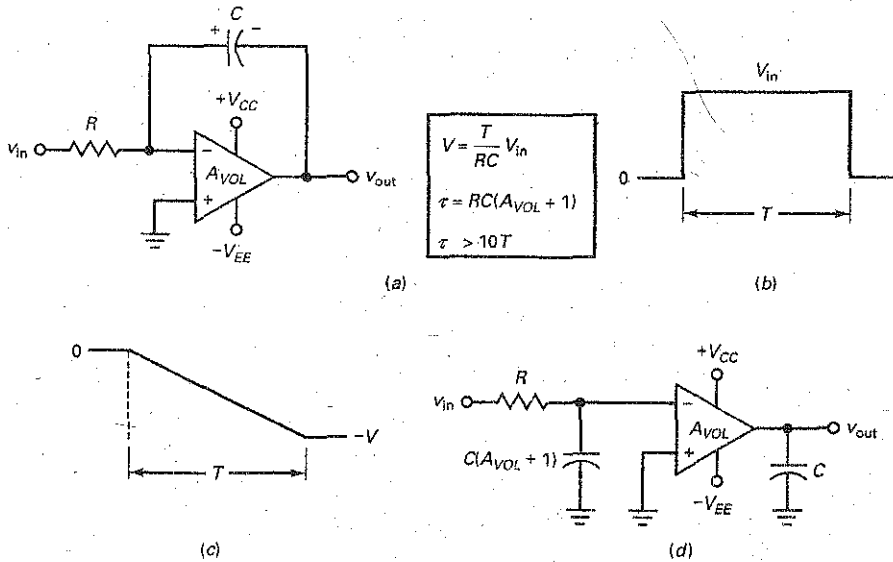 + C −
+V_CC
R
v_in
−
A_VOL
+
v_out
−V_EE
V = T/RC V_in
τ = RC(A_VOL + 1)
τ > 10T
(a)
V_in
0
T
(b)
0
−V
T
(c)
+V_CC
R
v_in
−
A_VOL
+
v_out
C(A_VOL + 1)
C
−V_EE
(d)